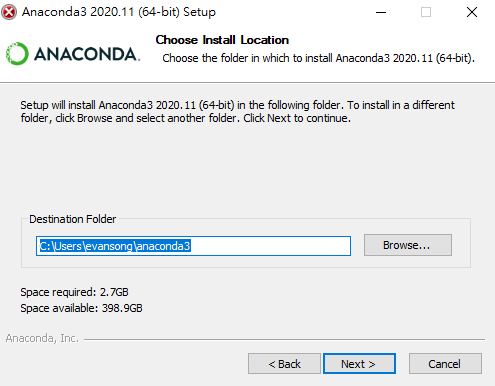 Anaconda3 2020.11 (64-bit) Setup
ANACONDA.
Choose Install Location
Choose the folder in which to install Anaconda3 2020.11 (64-bit).
Setup will install Anaconda3 2020.11 (64-bit) in the following folder. To install in a different
folder, click Browse and select another folder. Click Next to continue.
Destination Folder
C:\Users\evansong\anaconda3
Browse...
Space required: 2.7GB
Space available: 398.9GB
Anaconda, Inc.
< Back
Next >
Cancel